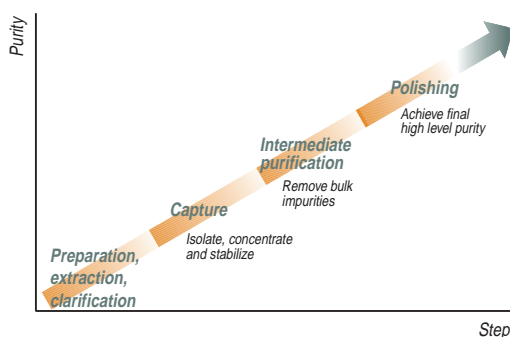 Purity
Polishing
Achieve final
high level purity
Intermediate
purification
Remove bulk
impurities
Capture
Isolate, concentrate
and stabilize
Preparation,
extraction,
clarification
Step